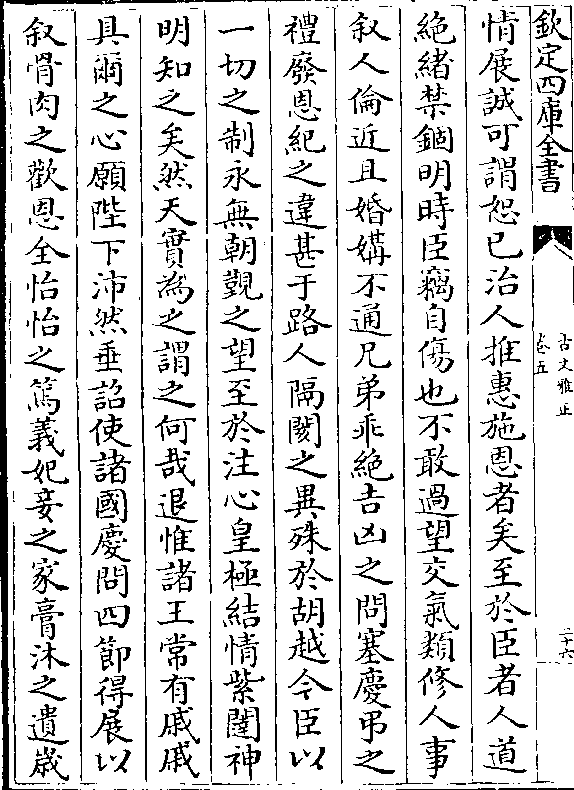 欽定四庫全書
古文雅正
卷五
三十六
情展誠可謂恕已治人推惠施恩者矣至於臣者人道
絶緒禁錮明時臣竊自傷也不敢過望交氣類修人事
叙人倫近且婚媾不通兄弟乖絶吉凶之問塞慶弔之
禮廢恩紀之違甚于路人隔閡之異殊於胡越今臣以
一切之制永無朝覲之望至於注心皇極結情紫闥神
明知之矣然天實為之謂之何哉退惟諸王常有戚戚
具爾之心願陛下沛然垂詔使諸國慶問四節得展以
叙骨肉之歡恩全怡怡之篤義妃妾之家膏沐之遺歲